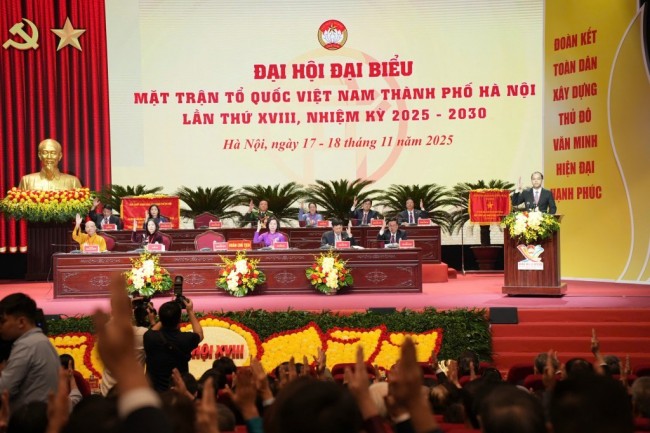 ĐẠI HỘI ĐẠI BIỂU
MẶT TRẬN TỔ QUỐC VIỆT NAM THÀNH PHỐ HÀ NỘI
LẦN THỨ XVIII, NHIỆM KỲ 2025 - 2030
Hà Nội, ngày 17 - 18 tháng 11 năm 2025
ĐOÀN KẾT
TOÀN DÂN
XÂY DỰNG
THỦ ĐÔ
VĂN MINH
HIỆN ĐẠI
HẠNH PHÚC
HỘI XVIII